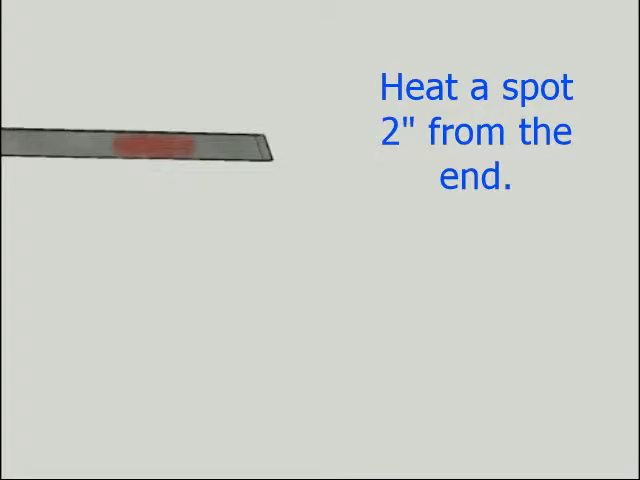 Heat a spot
2" from the
end.